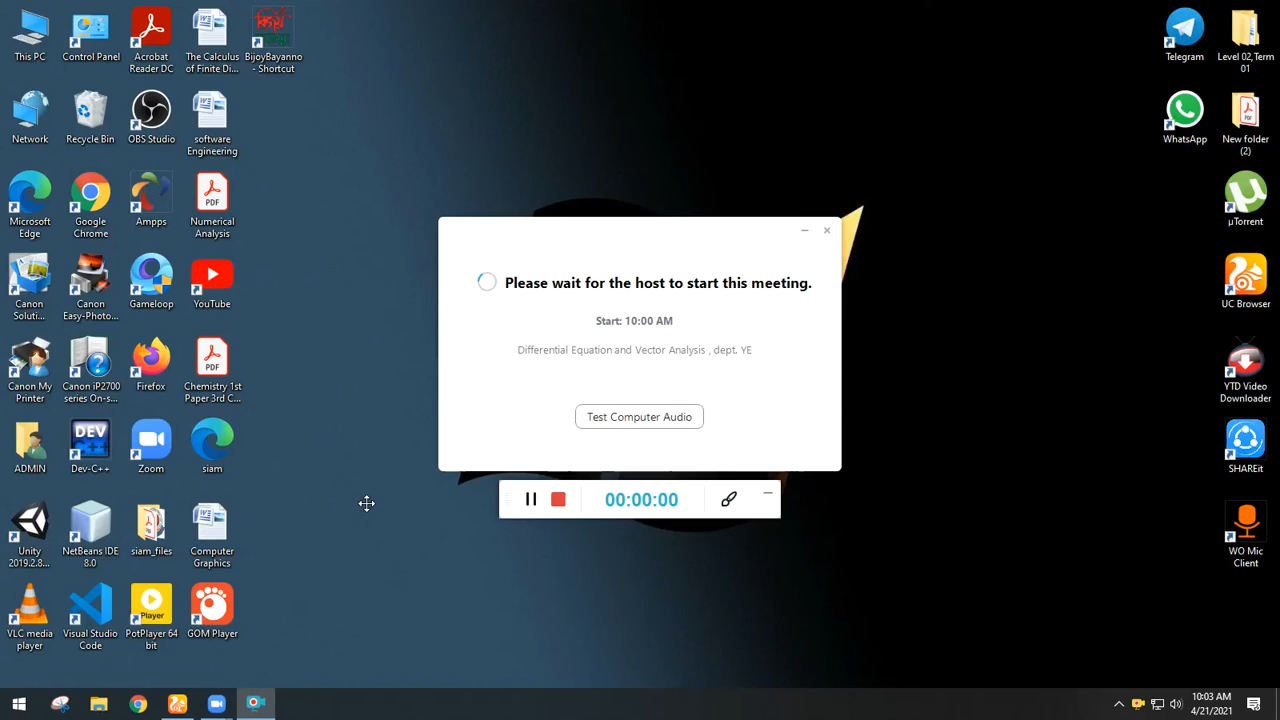 This PC
Control Panel
Acrobat
Reader DC
The Calculus
of Finite Di...
BijoyBayanno
- Shortcut
Telegram
Level 02,Term
01
Network
Recycle Bin
OBS Studio
software
Engineering
WhatsApp
New folder
(2)
Microsoft
Edge
Google
Chrome
Ampps
PDF
Numerical
Analysis
µTorrent
Please wait for the host to start this meeting.
Start: 10:00 AM
Differential Equation and Vector Analysis , dept. YE
Test Computer Audio
00:00:00
Canon
Soluti...
Canon
Easy-Photo...
Gameloop
YouTube
UC Browser
Canon My
Printer
Canon iP2700
series On-s...
Firefox
PDF
Chemistry 1st
Paper 3rd C...
YTD Video
Downloader
ADMIN
DEV
Dev-C++
Zoom
siam
SHAREit
Unity
2019.2.8...
NetBeans IDE
8.0
siam_files
Computer
Graphics
WO Mic
Client
VLC media
player
Visual Studio
Code
Player
PotPlayer 64
bit
GOM Player
10:03 AM
4/21/2021